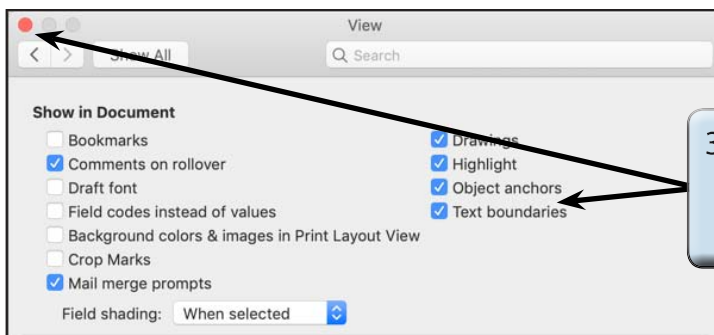 View
Show All
Search
Show in Document
Bookmarks
Comments on rollover
Draft font
Field codes instead of values
Background colors & images in Print Layout View
Crop Marks
Mail merge prompts
Field shading: When selected
Drawings
Highlight
Object anchors
Text boundaries
3